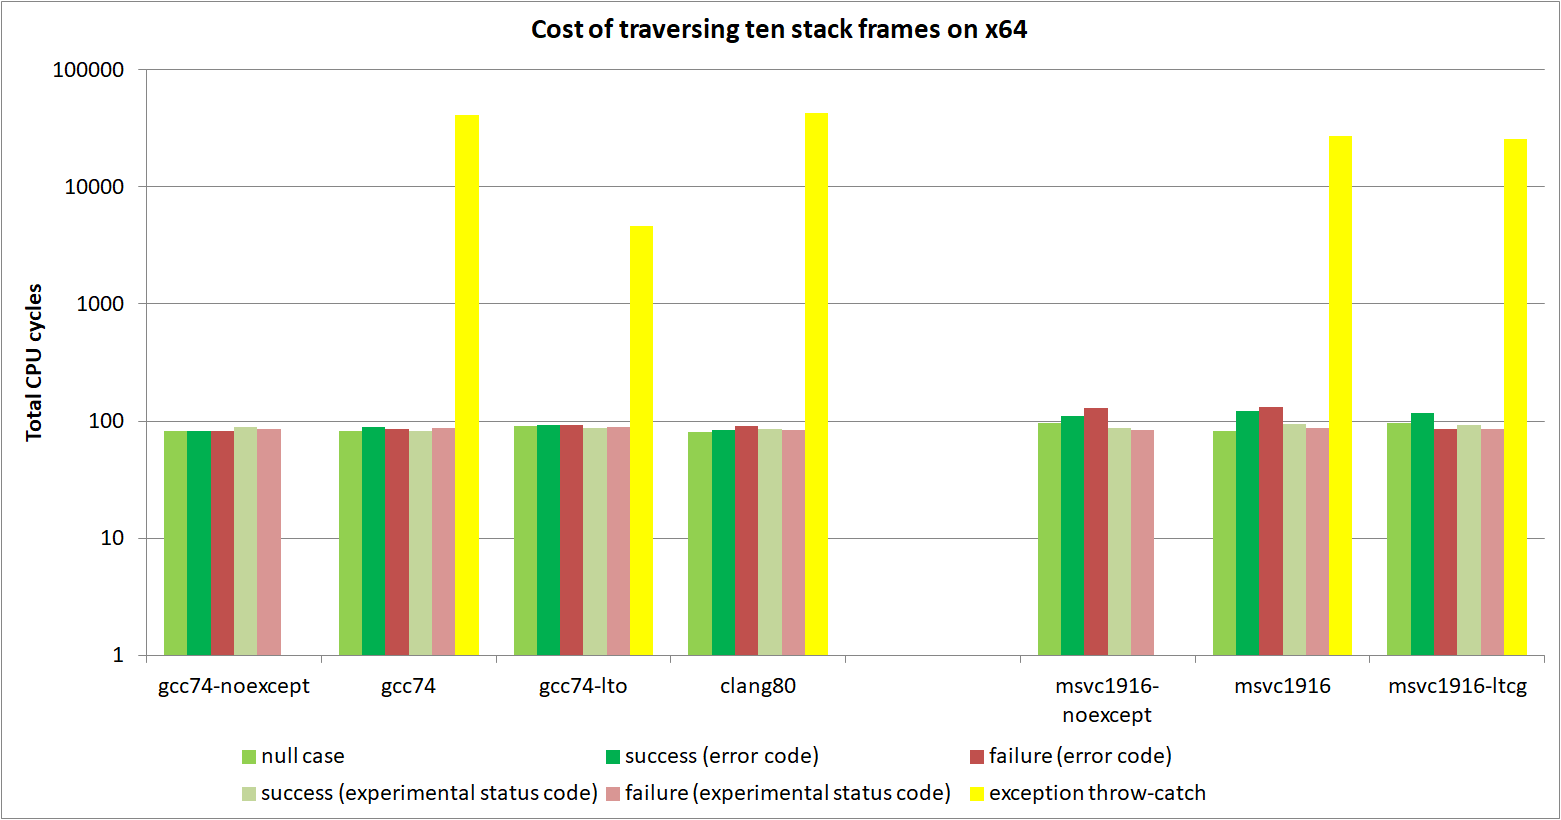 Cost of traversing ten stack frames on x64
100000
10000
1000
100
10
1
Total CPU cycles
gcc74-noexcept
gcc74
gcc74-lto
clang80
msvc1916-
noexcept
msvc1916
msvc1916-ltcg
null case
success (error code)
failure (error code)
success (experimental status code)
failure (experimental status code)
exception throw-catch